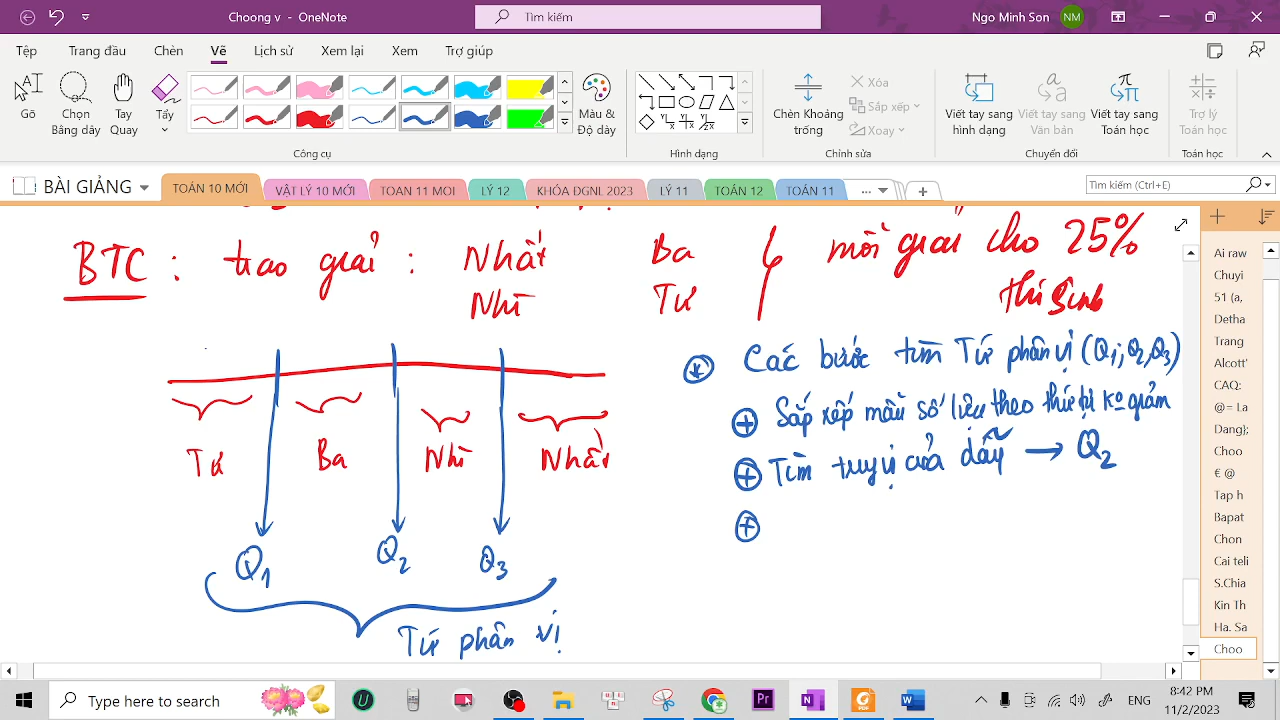 Choong v - OneNote
Tìm kiếm
Ngo Minh Son
NM
Tệp Trang đầu Chèn Vẽ Lịch sử Xem lại Xem Trợ giúp
Gõ
Chọn Bằng dây
Tay Quay
Tẩy
Màu & Độ dày
Chèn Khoảng trống
Xóa
Sắp xếp
Xoay
Viết tay sang hình dạng
Viết tay sang Văn bản
Viết tay sang Toán học
Trợ lý Toán học
Công cụ
Hình dạng
Chỉnh sửa
Chuyển đổi
Toán học
BÀI GIẢNG
TOÁN 10 MỚI
VẬT LÝ 10 MỚI
TOAN 11 MOI
LÝ 12
KHÓA DGNL 2023
LÝ 11
TOÁN 12
TOÁN 11
...
Tìm kiếm (Ctrl+E)
BTC : trao giải : Nhất Ba mỗi giải cho 25%
Nhì Tư thí sinh
Tư Ba Nhì Nhất
Q1 Q2 Q3
Tứ phân vị
Các bước tìm Tứ phân vị (Q1; Q2, Q3)
+ Sắp xếp mẫu số liệu theo thứ tự ko giảm
+ Tìm trung vị của dãy → Q2
+
Ai raw
Chuyi
51 (a,
Detha
Trang
Alcott'
CAQ:
@ = La
Dang);
Choo
€ @
Tap h
Bapat
Chon
Cai teli
S.Chia
Kin Th
Ha. Sa
Choo
Type here to search
ENG
8:42 PM
11/2/2023